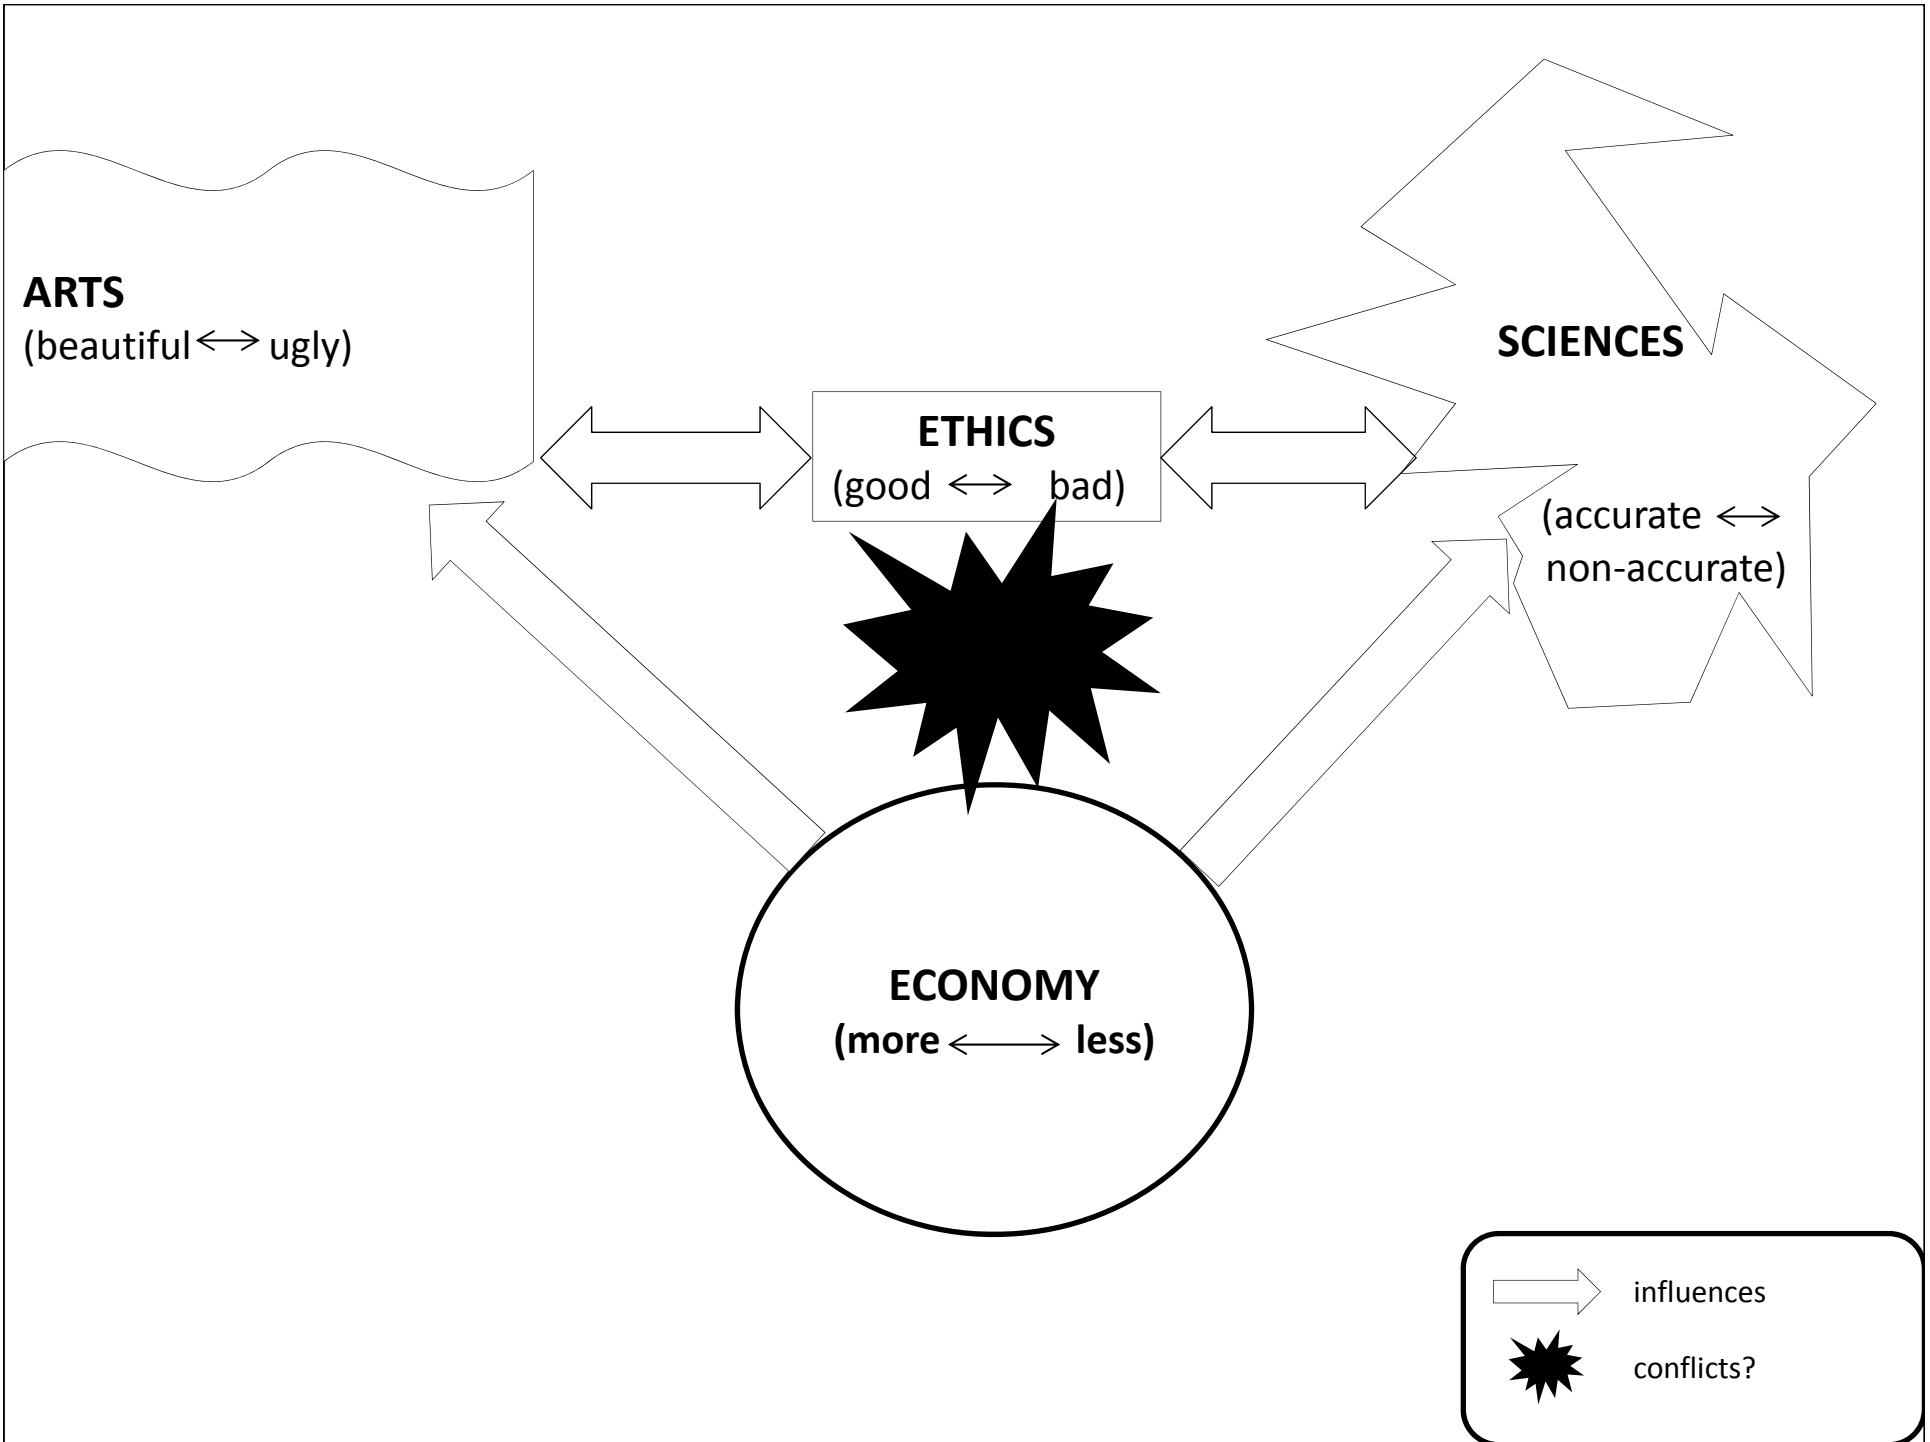 ARTS
(beautiful ⟷ ugly)
ETHICS
(good ⟷ bad)
SCIENCES
(accurate ⟷
non-accurate)
ECONOMY
(more ⟷ less)
influences
conflicts?